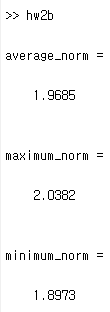 >> hw2b
average_norm =
1.9685
maximum_norm =
2.0382
minimum_norm =
1.8973